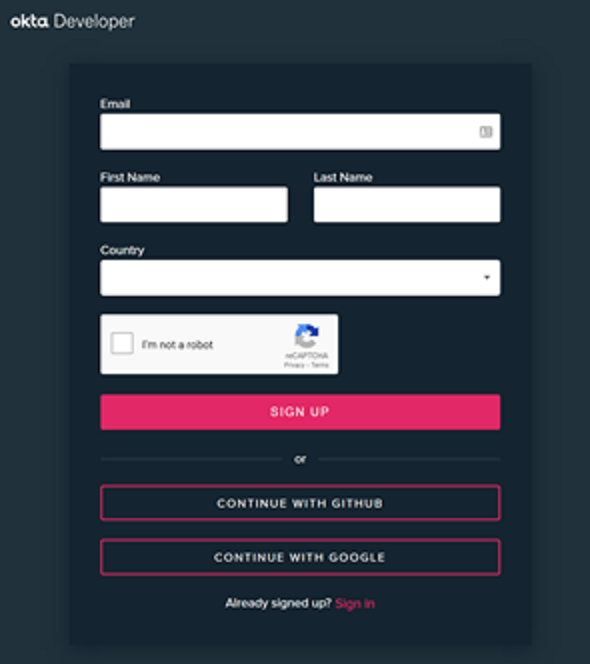 okta Developer
Email
First Name Last Name
Country
I'm not a robot
reCAPTCHA
Privacy - Terms
SIGN UP
or
CONTINUE WITH GITHUB
CONTINUE WITH GOOGLE
Already signed up? Sign in